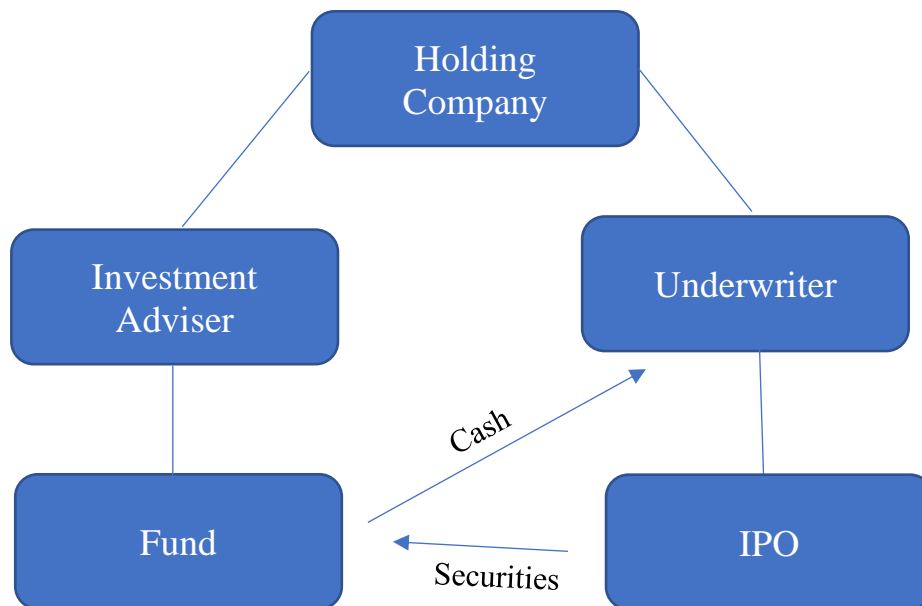 Holding
Company
Investment
Adviser
Underwriter
Cash
Fund
Securities
IPO